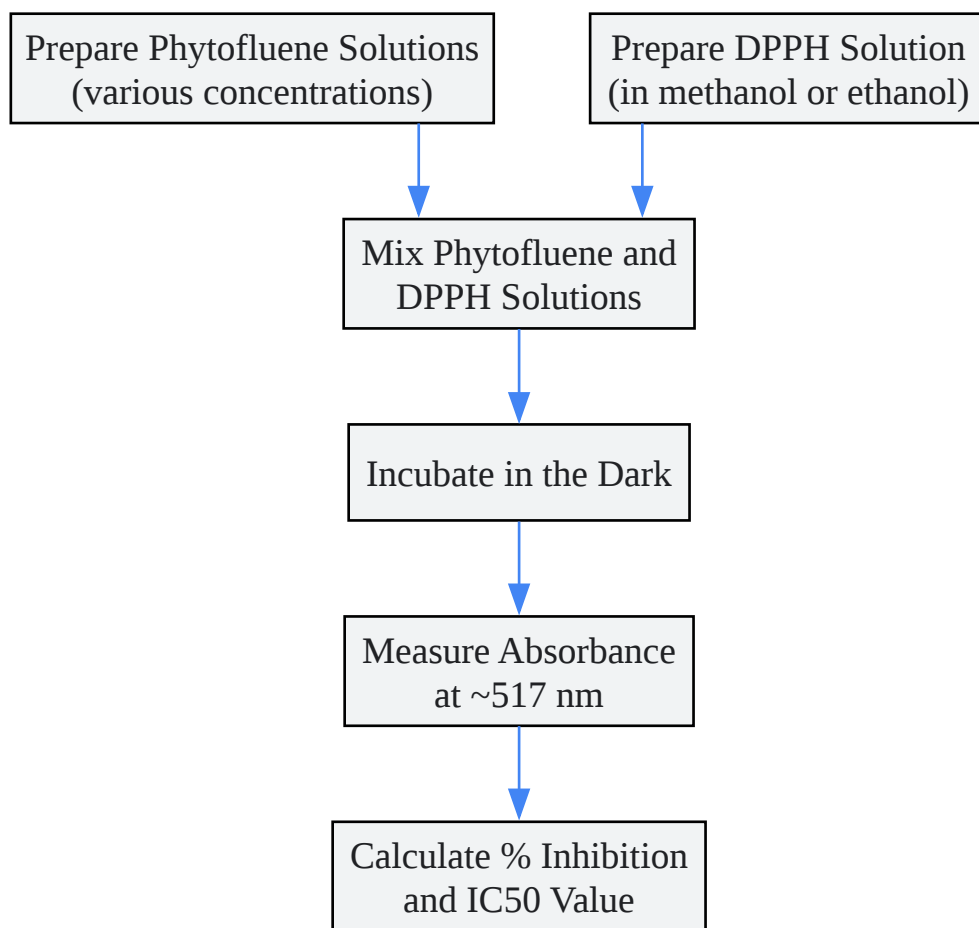 Prepare Phytofluene Solutions
(various concentrations)
Prepare DPPH Solution
(in methanol or ethanol)
Mix Phytofluene and
DPPH Solutions
Incubate in the Dark
Measure Absorbance
at ~517 nm
Calculate % Inhibition
and IC50 Value